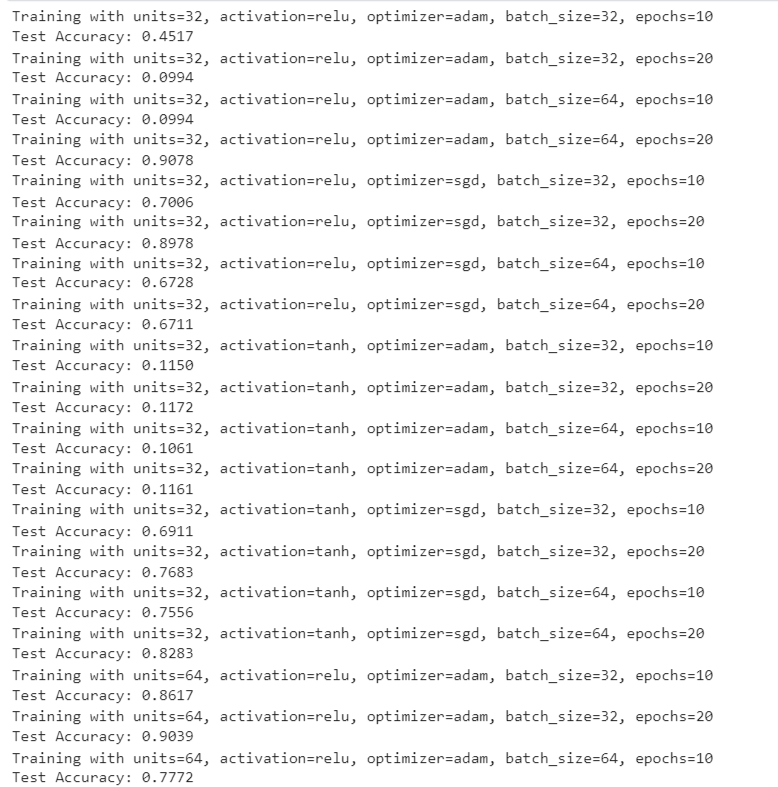 Training with units=32, activation=relu, optimizer=adam, batch_size=32, epochs=10
Test Accuracy: 0.4517
Training with units=32, activation=relu, optimizer=adam, batch_size=32, epochs=20
Test Accuracy: 0.0994
Training with units=32, activation=relu, optimizer=adam, batch_size=64, epochs=10
Test Accuracy: 0.0994
Training with units=32, activation=relu, optimizer=adam, batch_size=64, epochs=20
Test Accuracy: 0.9078
Training with units=32, activation=relu, optimizer=sgd, batch_size=32, epochs=10
Test Accuracy: 0.7006
Training with units=32, activation=relu, optimizer=sgd, batch_size=32, epochs=20
Test Accuracy: 0.8978
Training with units=32, activation=relu, optimizer=sgd, batch_size=64, epochs=10
Test Accuracy: 0.6728
Training with units=32, activation=relu, optimizer=sgd, batch_size=64, epochs=20
Test Accuracy: 0.6711
Training with units=32, activation=tanh, optimizer=adam, batch_size=32, epochs=10
Test Accuracy: 0.1150
Training with units=32, activation=tanh, optimizer=adam, batch_size=32, epochs=20
Test Accuracy: 0.1172
Training with units=32, activation=tanh, optimizer=adam, batch_size=64, epochs=10
Test Accuracy: 0.1061
Training with units=32, activation=tanh, optimizer=adam, batch_size=64, epochs=20
Test Accuracy: 0.1161
Training with units=32, activation=tanh, optimizer=sgd, batch_size=32, epochs=10
Test Accuracy: 0.6911
Training with units=32, activation=tanh, optimizer=sgd, batch_size=32, epochs=20
Test Accuracy: 0.7683
Training with units=32, activation=tanh, optimizer=sgd, batch_size=64, epochs=10
Test Accuracy: 0.7556
Training with units=32, activation=tanh, optimizer=sgd, batch_size=64, epochs=20
Test Accuracy: 0.8283
Training with units=64, activation=relu, optimizer=adam, batch_size=32, epochs=10
Test Accuracy: 0.8617
Training with units=64, activation=relu, optimizer=adam, batch_size=32, epochs=20
Test Accuracy: 0.9039
Training with units=64, activation=relu, optimizer=adam, batch_size=64, epochs=10
Test Accuracy: 0.7772